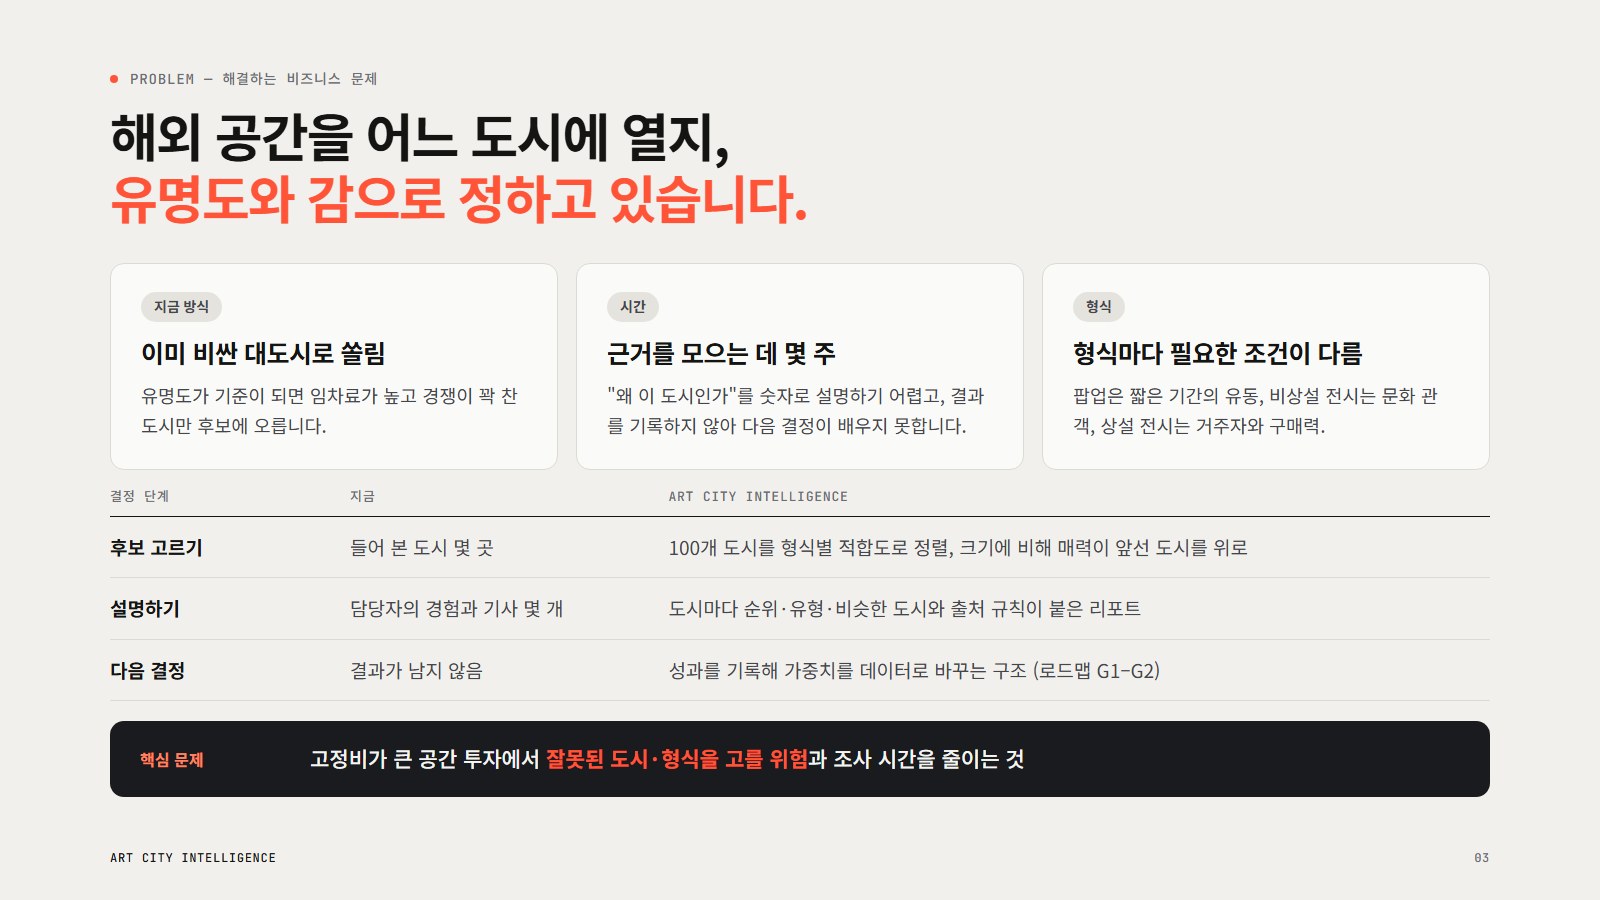 PROBLEM — 해결하는 비즈니스 문제
해외 공간을 어느 도시에 열지,
유명도와 감으로 정하고 있습니다.
지금 방식
이미 비싼 대도시로 쏠림
유명도가 기준이 되면 임차료가 높고 경쟁이 꽉 찬
도시만 후보에 오릅니다.
시간
근거를 모으는 데 몇 주
"왜 이 도시인가"를 숫자로 설명하기 어렵고, 결과
를 기록하지 않아 다음 결정이 배우지 못합니다.
형식
형식마다 필요한 조건이 다름
팝업은 짧은 기간의 유동, 비상설 전시는 문화 관
객, 상설 전시는 거주자와 구매력.
결정 단계 지금 ART CITY INTELLIGENCE
후보 고르기 들어 본 도시 몇 곳 100개 도시를 형식별 적합도로 정렬, 크기에 비해 매력이 앞선 도시를 위로
설명하기 담당자의 경험과 기사 몇 개 도시마다 순위·유형·비슷한 도시와 출처 규칙이 붙은 리포트
다음 결정 결과가 남지 않음 성과를 기록해 가중치를 데이터로 바꾸는 구조 (로드맵 G1–G2)
핵심 문제 고정비가 큰 공간 투자에서 잘못된 도시·형식을 고를 위험과 조사 시간을 줄이는 것
ART CITY INTELLIGENCE 03